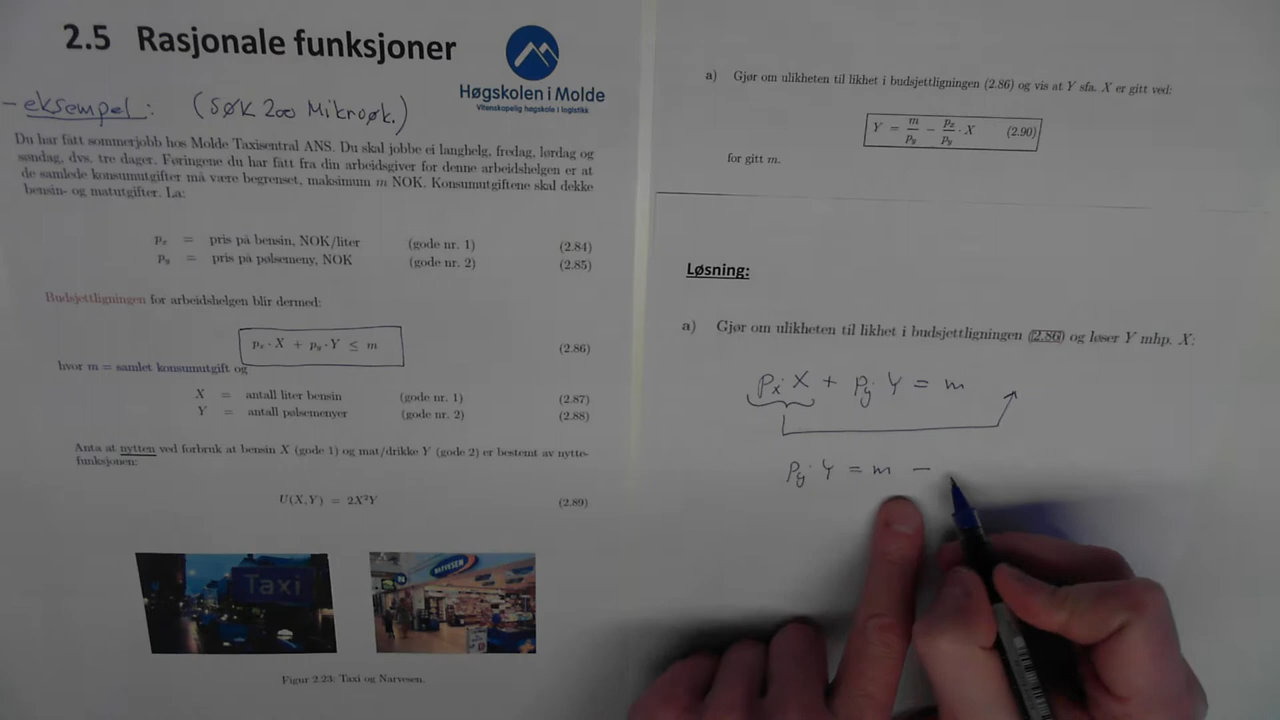 2.5 Rasjonale funksjoner
Høgskolen i Molde
Vitenskapelig høgskole i logistikk
- eksempel: (SØK 200 Mikroøk.)
Du har fått sommerjobb hos Molde Taxisentral ANS. Du skal jobbe ei langhelg, fredag, lørdag og
søndag, dvs. tre dager. Føringene du har fått fra din arbeidsgiver for denne arbeidshelgen er at
de samlede konsumutgifter må være begrenset, maksimum m NOK. Konsumutgiftene skal dekke
bensin- og matutgifter. La:
px = pris på bensin, NOK/liter (gode nr. 1) (2.84)
py = pris på pølsemeny, NOK (gode nr. 2) (2.85)
Budsjettligningen for arbeidshelgen blir dermed:
px · X + py · Y ≤ m (2.86)
hvor m = samlet konsumutgift og
X = antall liter bensin (gode nr. 1) (2.87)
Y = antall pølsemenyer (gode nr. 2) (2.88)
Anta at nytten ved forbruk at bensin X (gode 1) og mat/drikke Y (gode 2) er bestemt av nytte-
funksjonen:
U(X,Y) = 2X²Y (2.89)
Taxi
NARVESEN
Figur 2.23: Taxi og Narvesen.
a) Gjør om ulikheten til likhet i budsjettligningen (2.86) og vis at Y sfa. X er gitt ved:
Y = m/py − px/py · X (2.90)
for gitt m.
Løsning:
a) Gjør om ulikheten til likhet i budsjettligningen (2.86) og løser Y mhp. X:
px · X + py · Y = m
py · Y = m −